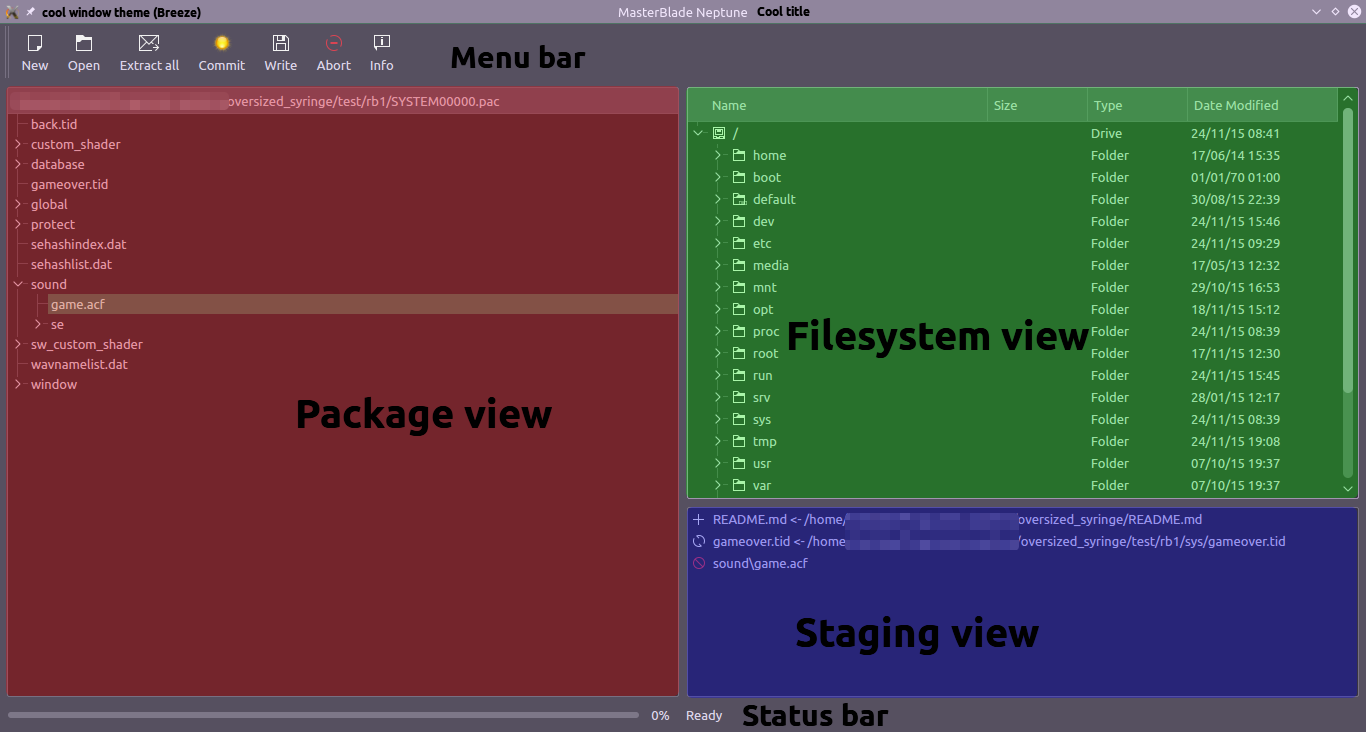 cool window theme (Breeze) MasterBlade Neptune Cool title
New Open Extract all Commit Write Abort Info
Menu bar
oversized_syringe/test/rb1/SYSTEM00000.pac
back.tid
custom_shader
database
gameover.tid
global
protect
sehashindex.dat
sehashlist.dat
sound
game.acf
se
sw_custom_shader
wavnamelist.dat
window
Package view
Name Size Type Date Modified
/ Drive 24/11/15 08:41
home Folder 17/06/14 15:35
boot Folder 01/01/70 01:00
default Folder 30/08/15 22:39
dev Folder 24/11/15 15:46
etc Folder 24/11/15 09:29
media Folder 17/05/13 12:32
mnt Folder 29/10/15 16:53
opt Folder 18/11/15 15:12
proc Folder 24/11/15 08:39
root Folder 17/11/15 12:30
run Folder 24/11/15 15:45
srv Folder 28/01/15 12:17
sys Folder 24/11/15 08:39
tmp Folder 24/11/15 19:08
usr Folder 07/10/15 19:37
var Folder 07/10/15 19:37
Filesystem view
README.md <- /home/ oversized_syringe/README.md
gameover.tid <- /home /oversized_syringe/test/rb1/sys/gameover.tid
sound\game.acf
Staging view
0% Ready Status bar